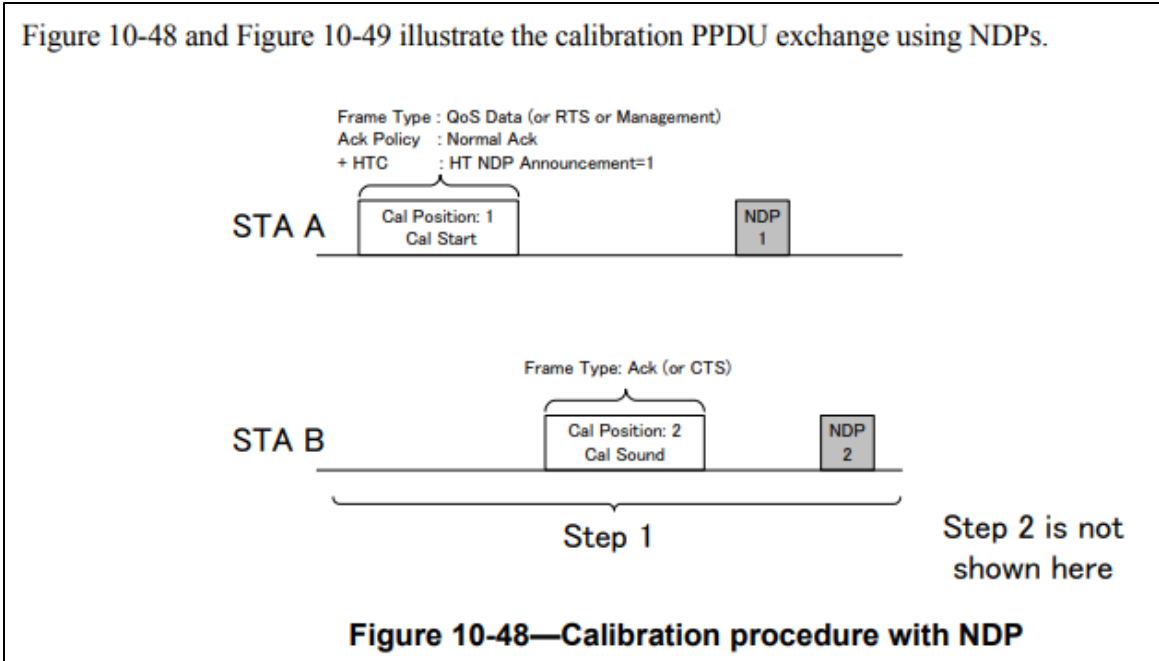 Figure 10-48 and Figure 10-49 illustrate the calibration PPDU exchange using NDPs.
Frame Type : QoS Data (or RTS or Management)
Ack Policy : Normal Ack
+ HTC : HT NDP Announcement=1
STA A
Cal Position: 1
Cal Start
NDP
1
Frame Type: Ack (or CTS)
STA B
Cal Position: 2
Cal Sound
NDP
2
Step 1
Step 2 is not
shown here
Figure 10-48—Calibration procedure with NDP